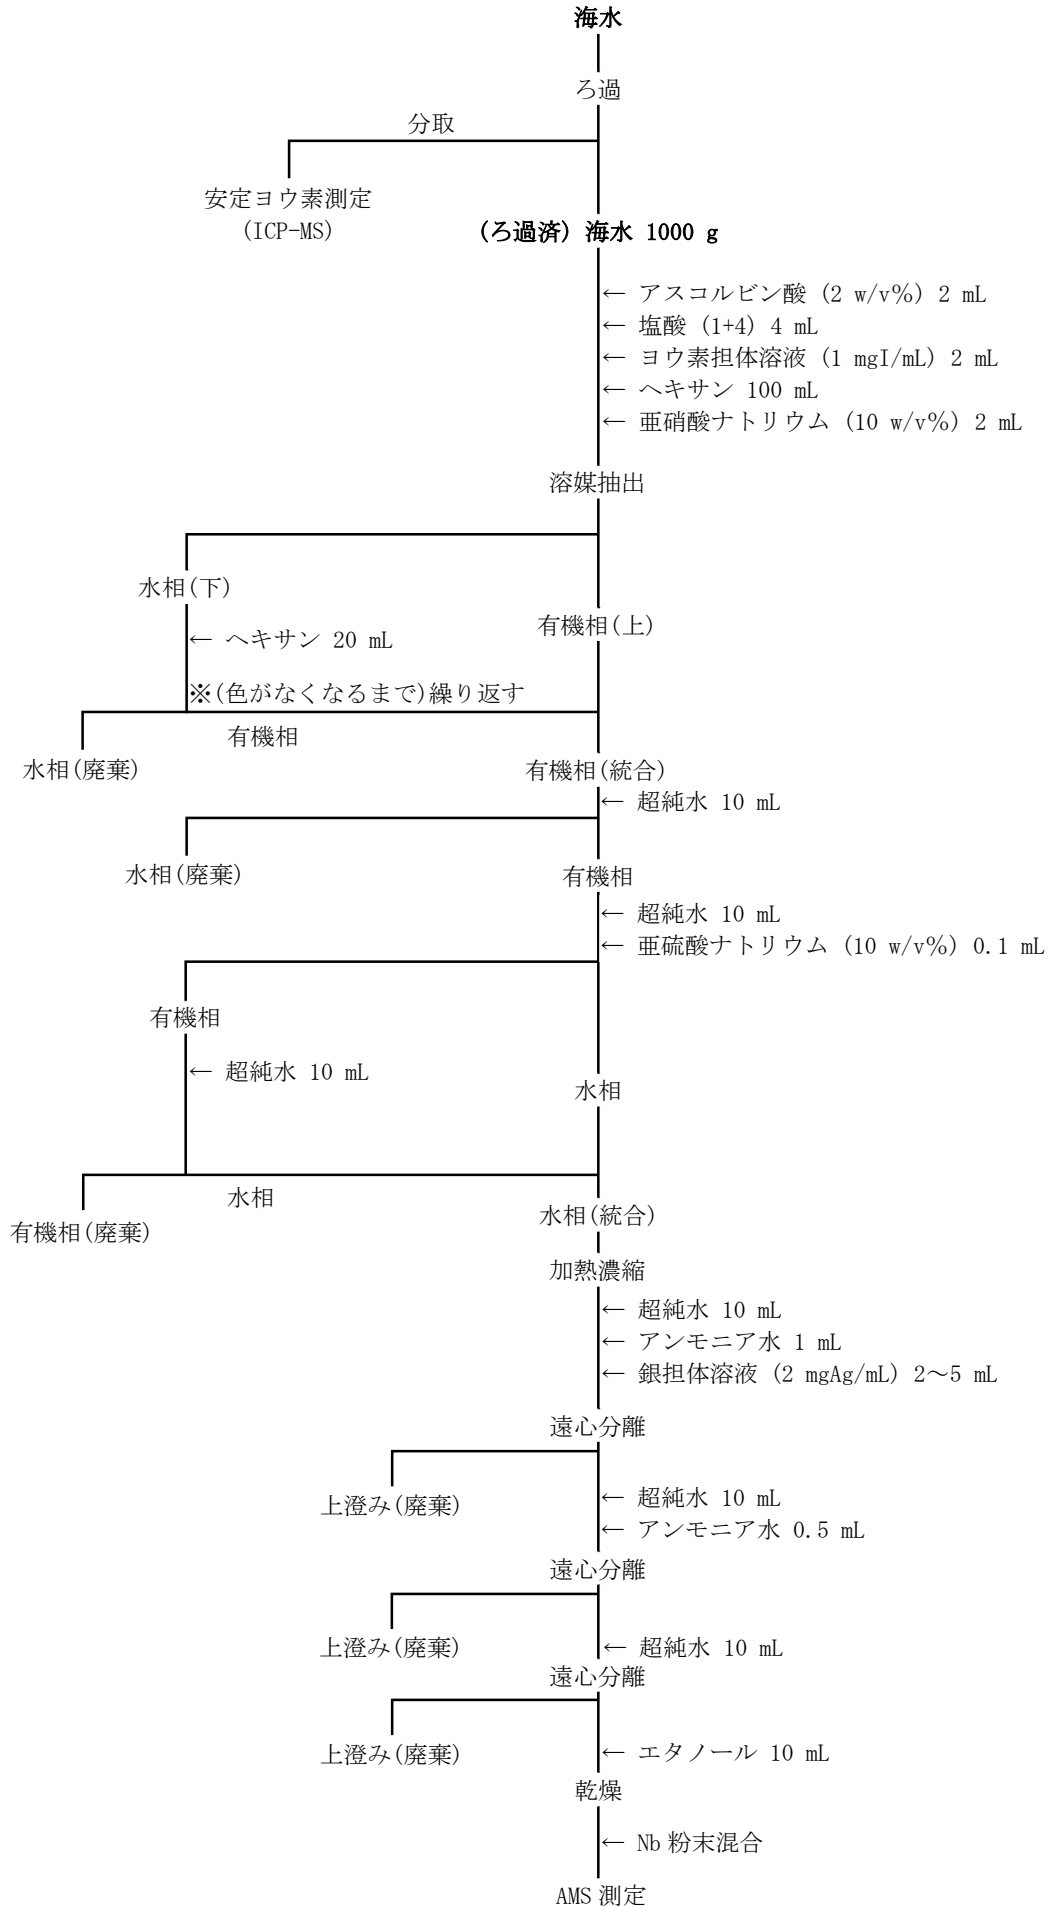 海水
ろ過
分取
安定ヨウ素測定
(ICP-MS)
(ろ過済) 海水 1000 g
← アスコルビン酸 (2 w/v%) 2 mL
← 塩酸 (1+4) 4 mL
← ヨウ素担体溶液 (1 mgI/mL) 2 mL
← ヘキサン 100 mL
← 亜硝酸ナトリウム (10 w/v%) 2 mL
溶媒抽出
水相(下)
有機相(上)
← ヘキサン 20 mL
※(色がなくなるまで)繰り返す
有機相
水相(廃棄)
有機相(統合)
← 超純水 10 mL
水相(廃棄)
有機相
← 超純水 10 mL
← 亜硫酸ナトリウム (10 w/v%) 0.1 mL
有機相
← 超純水 10 mL
水相
水相
有機相(廃棄)
水相(統合)
加熱濃縮
← 超純水 10 mL
← アンモニア水 1 mL
← 銀担体溶液 (2 mgAg/mL) 2～5 mL
遠心分離
上澄み(廃棄)
← 超純水 10 mL
← アンモニア水 0.5 mL
遠心分離
上澄み(廃棄)
← 超純水 10 mL
遠心分離
上澄み(廃棄)
← エタノール 10 mL
乾燥
← Nb 粉末混合
AMS 測定